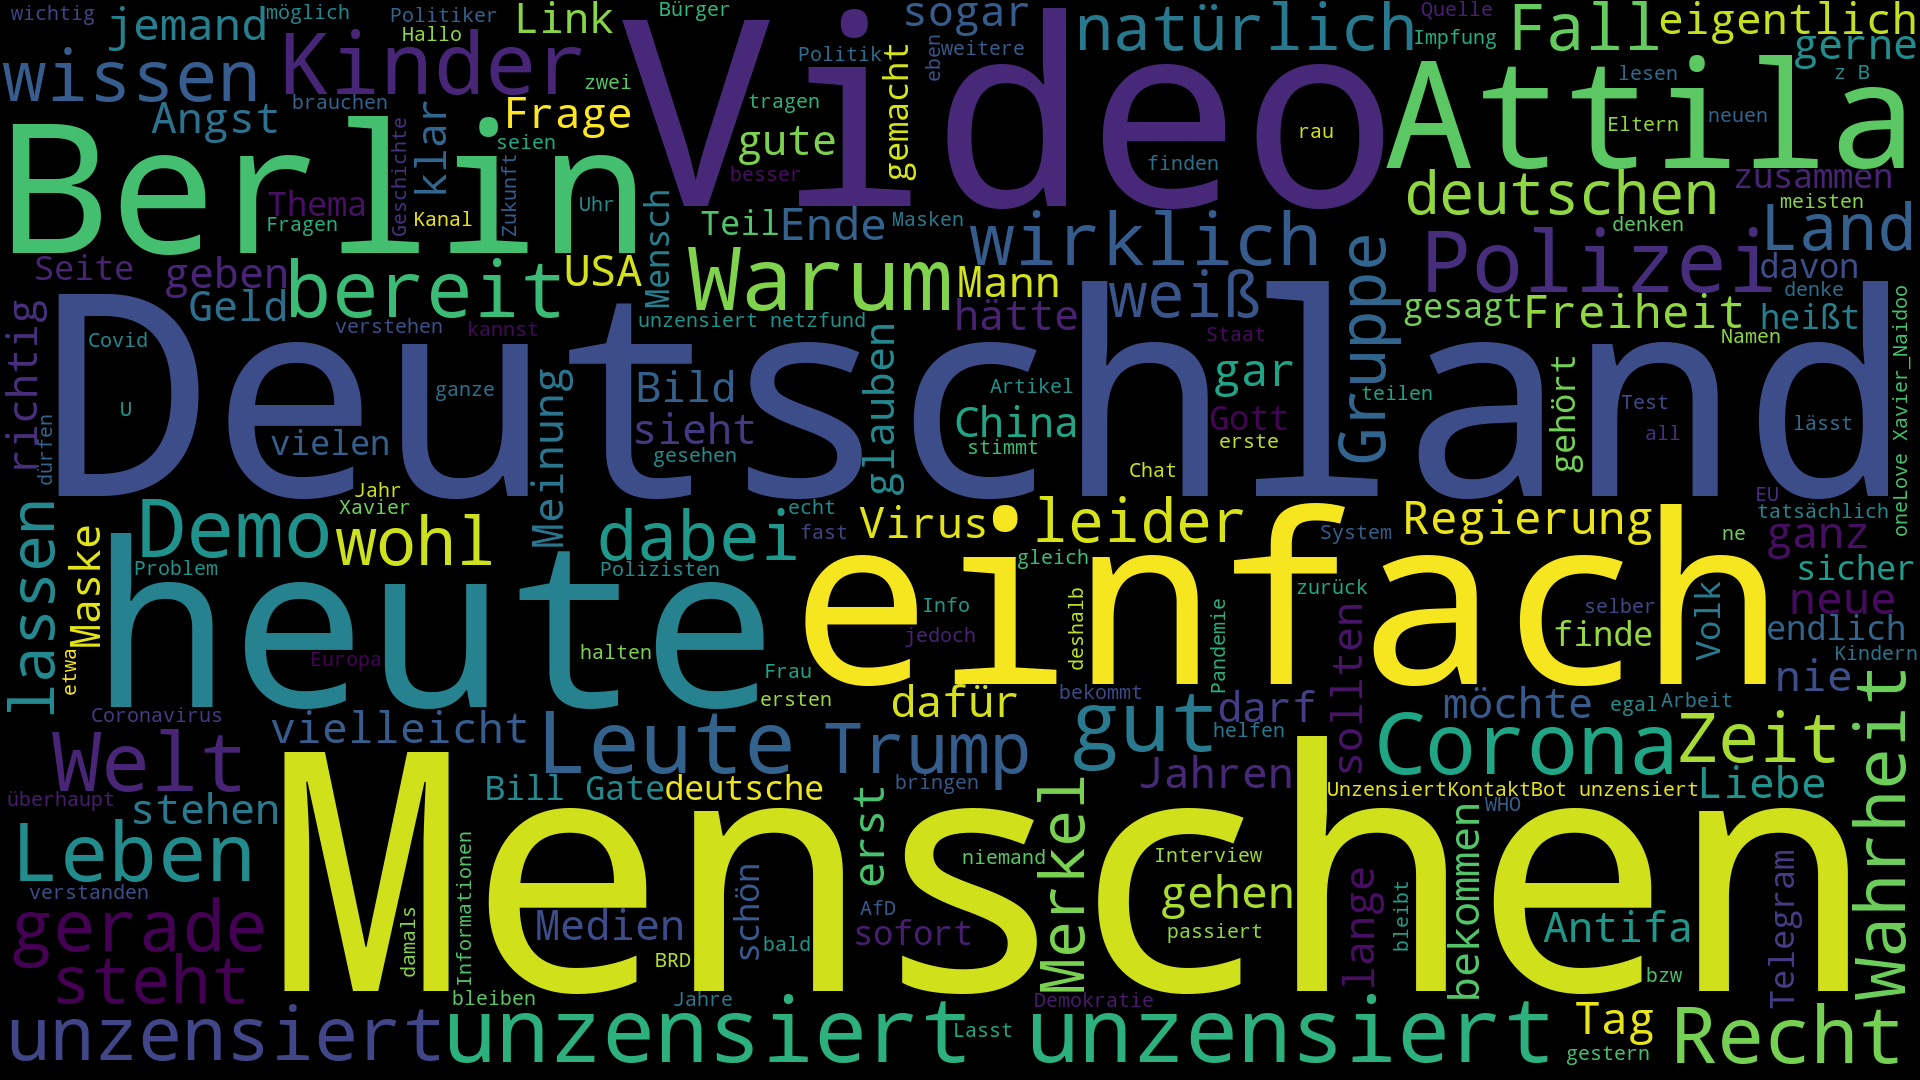 wichtig
möglich
Politiker
Hallo
Link
Bürger
sogar
natürlich
Quelle
Impfung
Fall
eigentlich
jemand
Kinder
Video
Politik
eben
weitere
gerne
wissen
zwei
gemacht
lesen
z B
Attila
Angst
brauchen
Frage
tragen
rau
Eltern
neuen
Berlin
Geschichte
klar
seien
gute
finden
Zukunft
besser
deutschen
zusammen
Thema
Fragen
Kanal
Uhr
Mensch
Teil
Ende
Masken
wirklich
denken
meisten
Land
Seite
geben
bereit
USA
Warum
Mann
weiß
Gruppe
Polizei
davon
denke
Geld
verstehen
kannst
unzensiert netzfund
hätte
Staat
gesagt
Freiheit
heißt
Namen
richtig
Covid
Deutschland
glauben
oneLove Xavier_Naidoo
U
ganze
Meinung
Bild
Artikel
gar
teilen
gehört
Test
dürfen
vielen
sieht
China
Gott
all
lässt
gesehen
stimmt
erste
Chat
Jahr
Xavier
EU
lassen
Maske
Demo
wohl
dabei
echt
fast
Virus
leider
System
Regierung
tatsächlich
ne
ganz
Problem
Polizisten
gleich
sicher
heute
einfach
zurück
deshalb
Pandemie
sollten
Info
jedoch
selber
finde
Volk
neue
endlich
etwa
Europa
halten
Frau
ersten
Kindern
nie
Coronavirus
vielleicht
Leute
dafür
bekommt
darf
möchte
egal
Arbeit
Welt
Trump
gut
helfen
Corona
Zeit
Wahrheit
überhaupt
stehen
Bill Gate
deutsche
bringen
Jahren
UnzensiertKontaktBot unzensiert
Liebe
WHO
Leben
Menschen
erst
Merkel
bekommen
verstanden
Informationen
niemand
Interview
gehen
lange
Telegram
gerade
damals
Medien
schön
AfD
sofort
passiert
bleibt
Antifa
bald
BRD
steht
bzw
bleiben
Jahre
Demokratie
unzensiert
unzensiert
Lasst
unzensiert
Tag
gestern
Recht